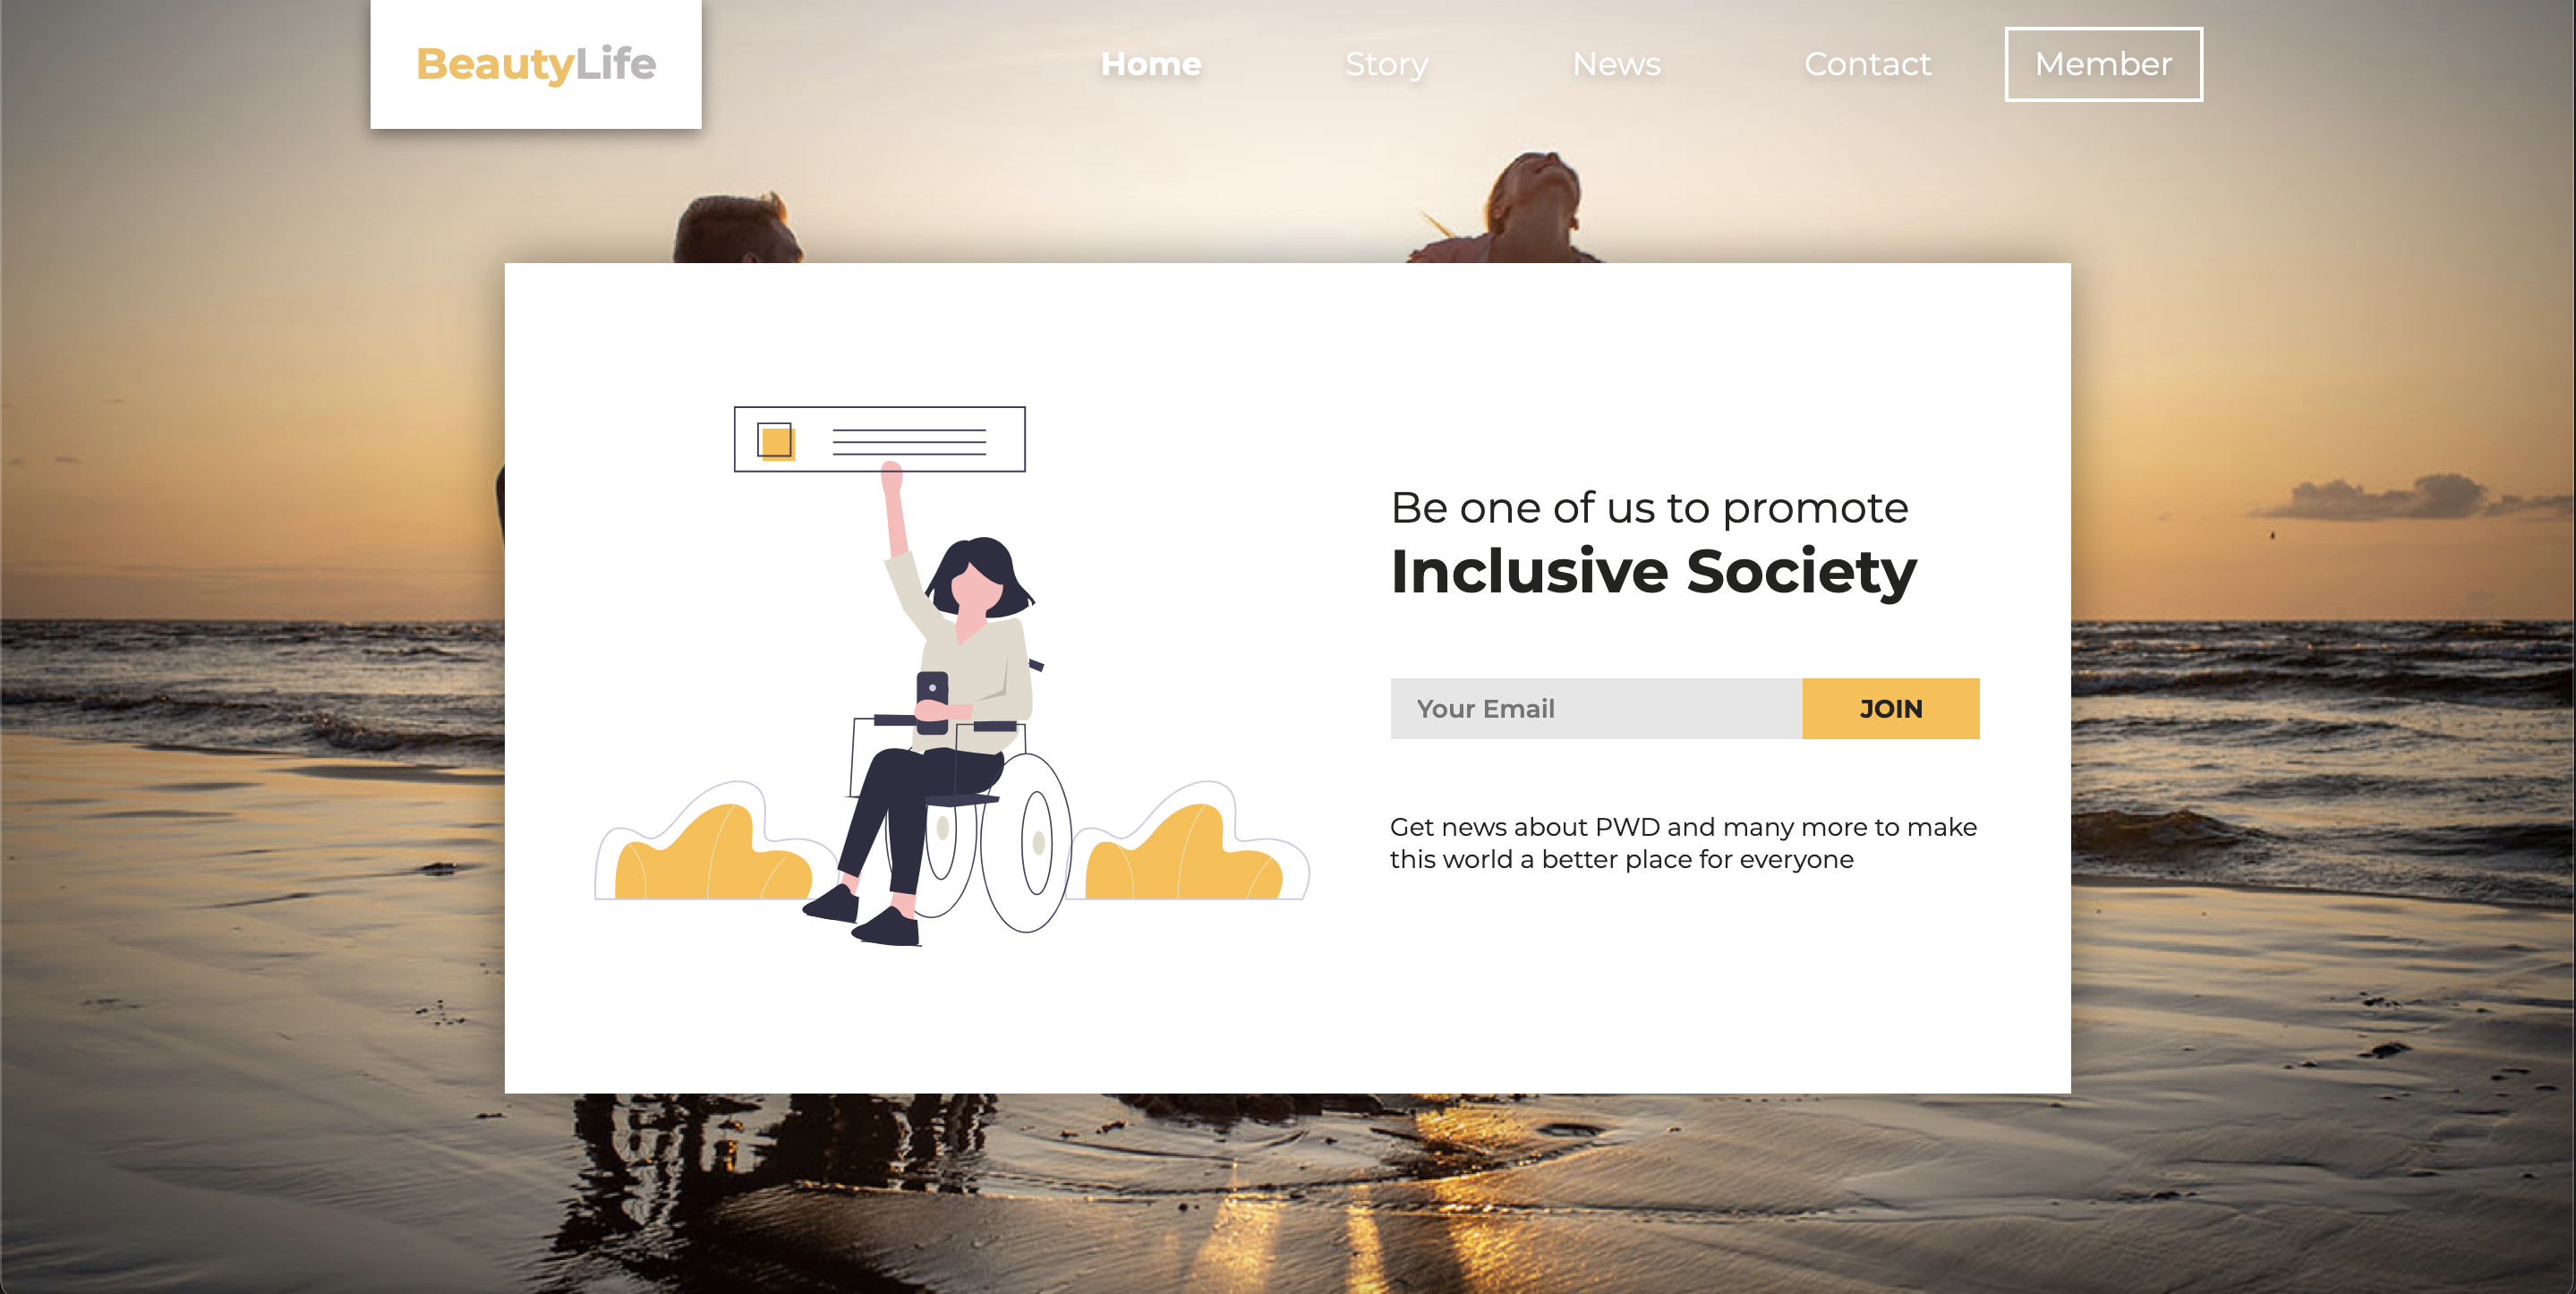 BeautyLife
Home Story News Contact Member
Be one of us to promote
Inclusive Society
Your Email JOIN
Get news about PWD and many more to make
this world a better place for everyone